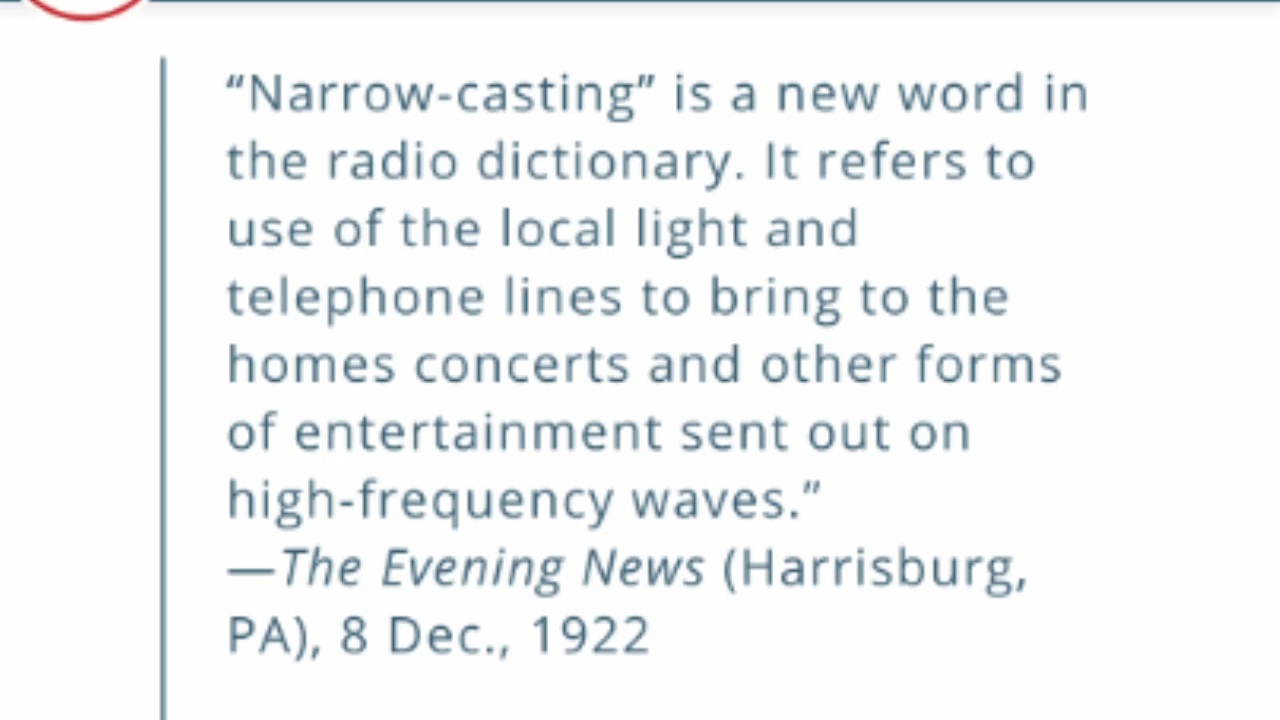 “Narrow-casting” is a new word in
the radio dictionary. It refers to
use of the local light and
telephone lines to bring to the
homes concerts and other forms
of entertainment sent out on
high-frequency waves.”
—The Evening News (Harrisburg,
PA), 8 Dec., 1922